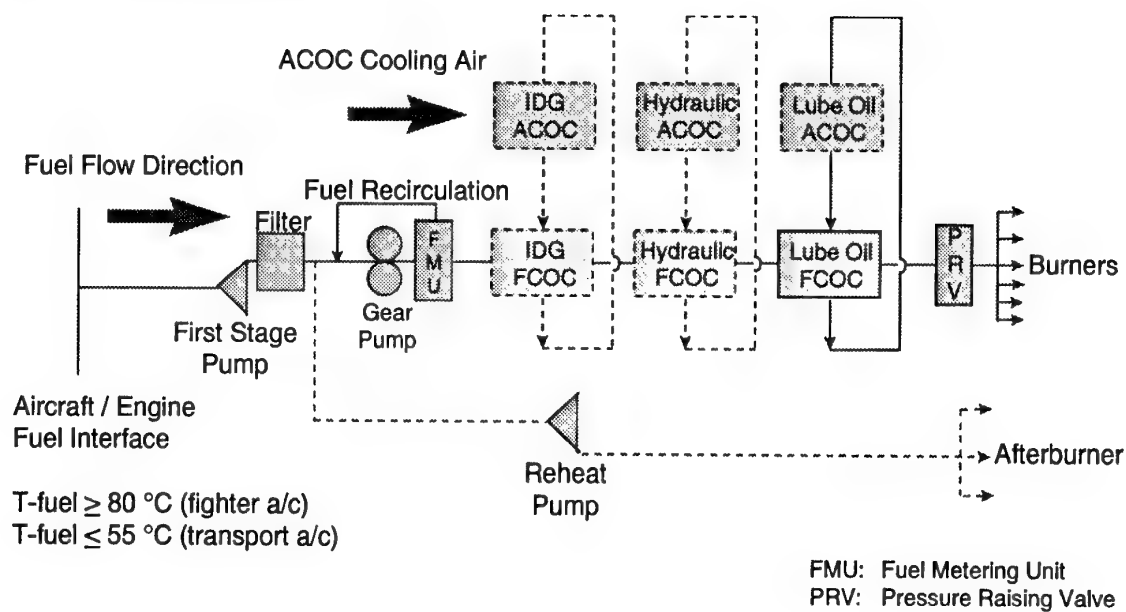 ACOC Cooling Air
IDG
ACOC
Hydraulic
ACOC
Lube Oil
ACOC
Fuel Flow Direction
Fuel Recirculation
Filter
F
M
U
IDG
FCOC
Hydraulic
FCOC
Lube Oil
FCOC
P
R
V
Burners
Gear
Pump
First Stage
Pump
Aircraft / Engine
Fuel Interface
Reheat
Pump
Afterburner
T-fuel ≥ 80 °C (fighter a/c)
T-fuel ≤ 55 °C (transport a/c)
FMU: Fuel Metering Unit
PRV: Pressure Raising Valve